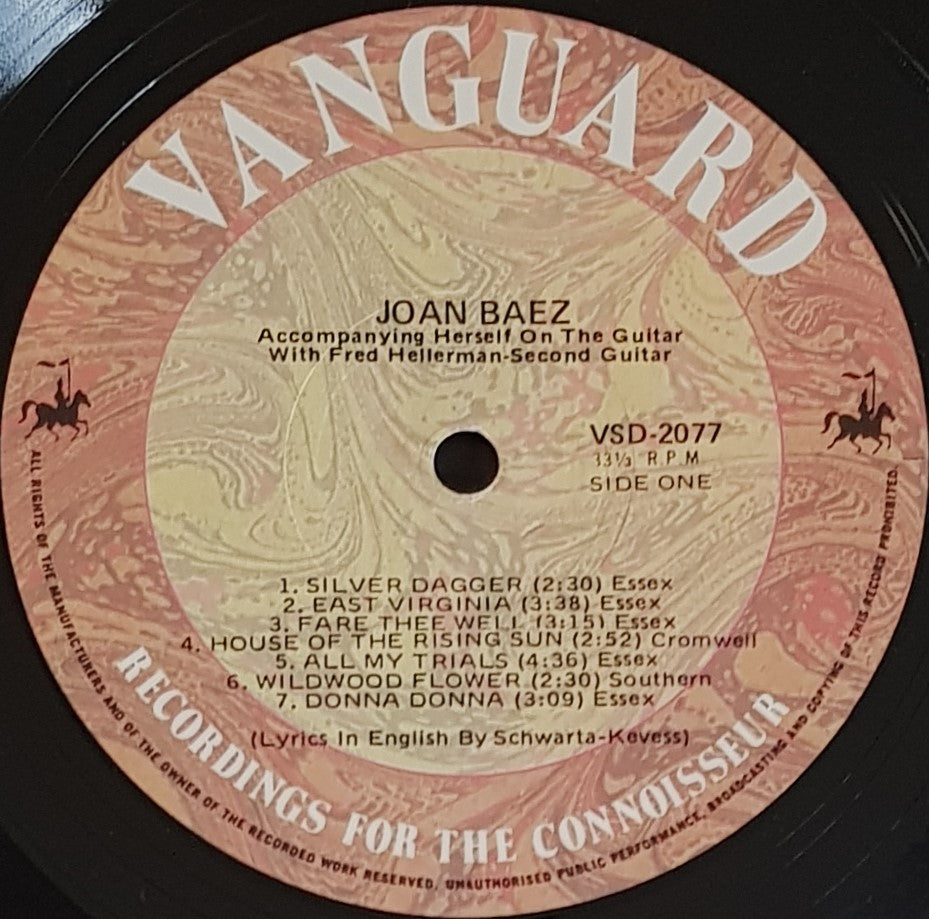 VANGUARD
JOAN BAEZ
Accompanying Herself On The Guitar
With Fred Hellerman-Second Guitar
VSD-2077
33⅓ R.P.M
SIDE ONE
1. SILVER DAGGER (2:30) Essex
2. EAST VIRGINIA (3:38) Essex
3. FARE THEE WELL (3:15) Essex
4. HOUSE OF THE RISING SUN (2:52) Cromwell
5. ALL MY TRIALS (4:36) Essex
6. WILDWOOD FLOWER (2:30) Southern
7. DONNA DONNA (3:09) Essex
(Lyrics In English By Schwarta-Kevess)
RECORDINGS FOR THE CONNOISSEUR
ALL RIGHTS OF THE MANUFACTURERS AND OF THE OWNER OF THE RECORDED WORK RESERVED. UNAUTHORISED PUBLIC PERFORMANCE, BROADCASTING AND COPYING OF THIS RECORD PROHIBITED.